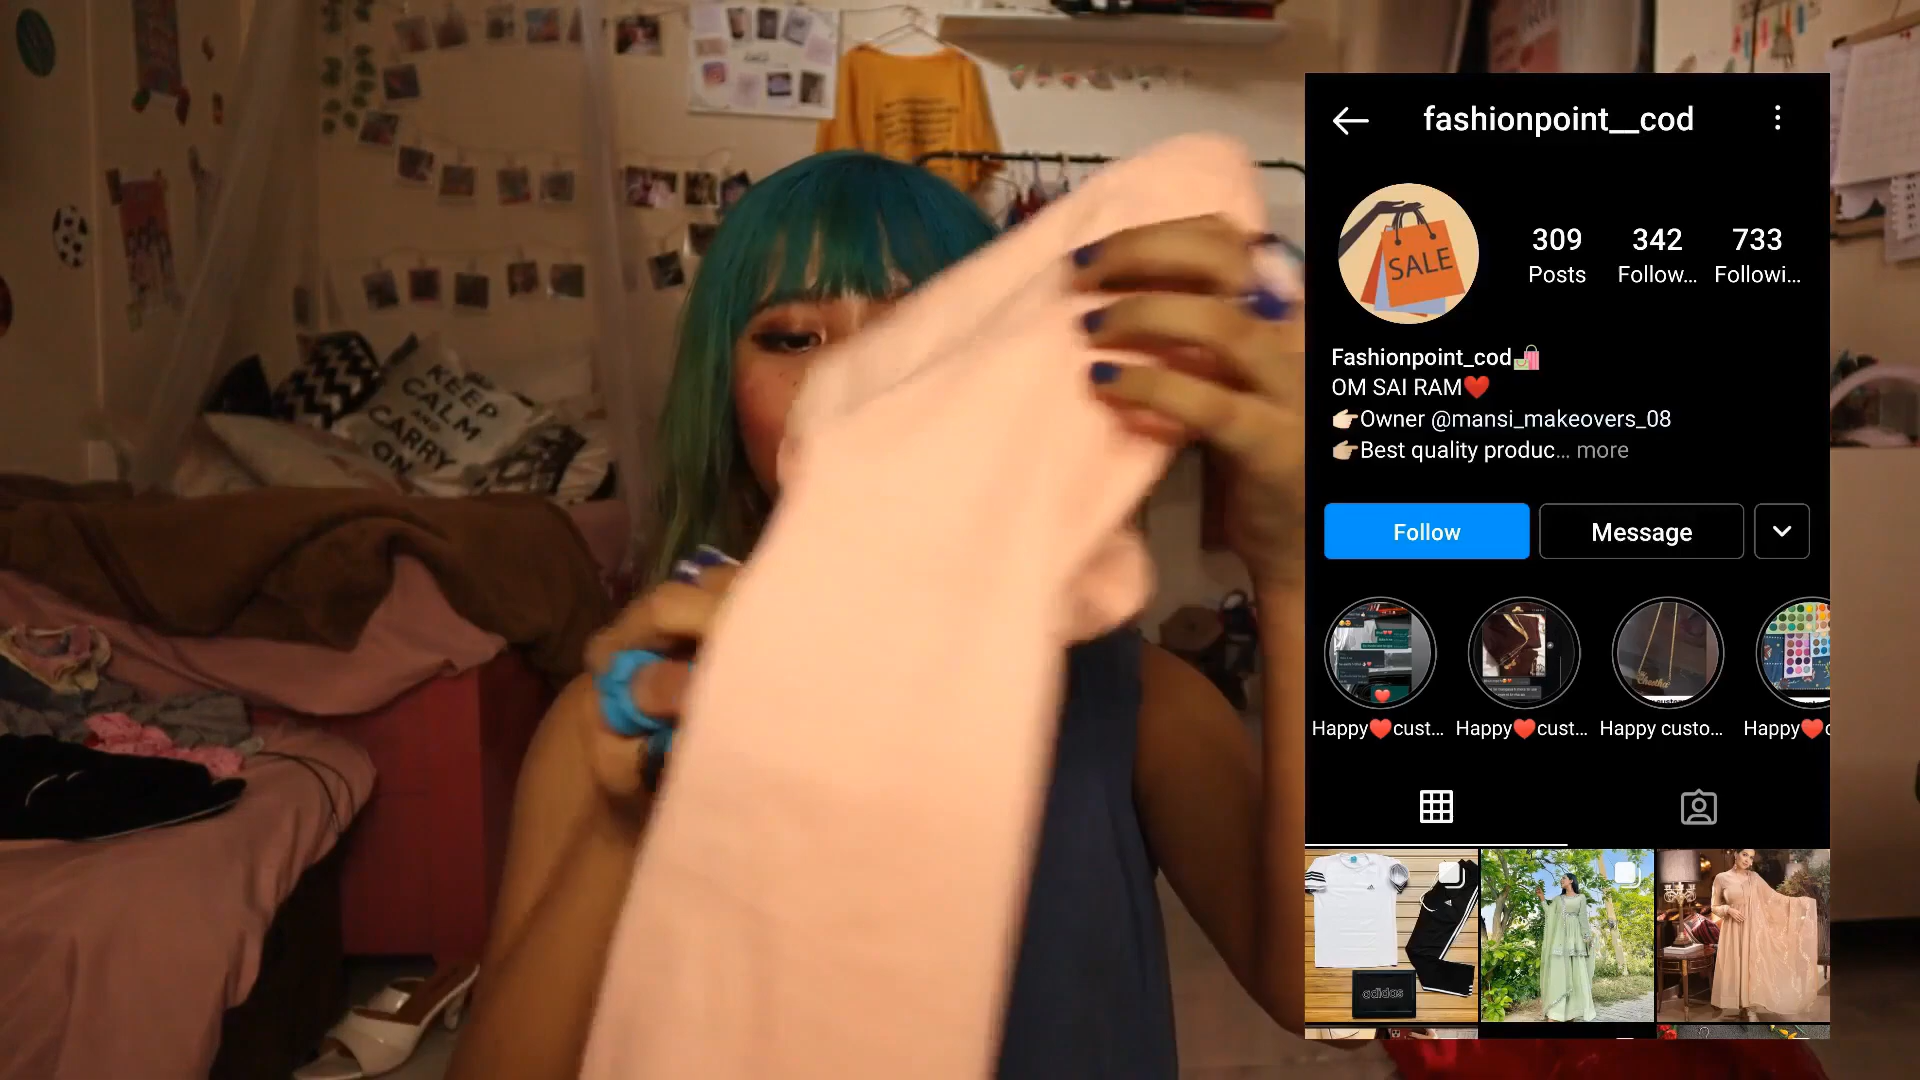 KEEP
CALM
AND
CARRY
ON
fashionpoint__cod
SALE
309
342
733
Posts
Follow...
Followi...
Fashionpoint_cod🛍️
OM SAI RAM❤️
👉🏻Owner @mansi_makeovers_08
👉🏼Best quality produc... more
Follow
Message
Happy❤️cust...
Happy❤️cust...
Happy custo...
Happy❤️c
adidas